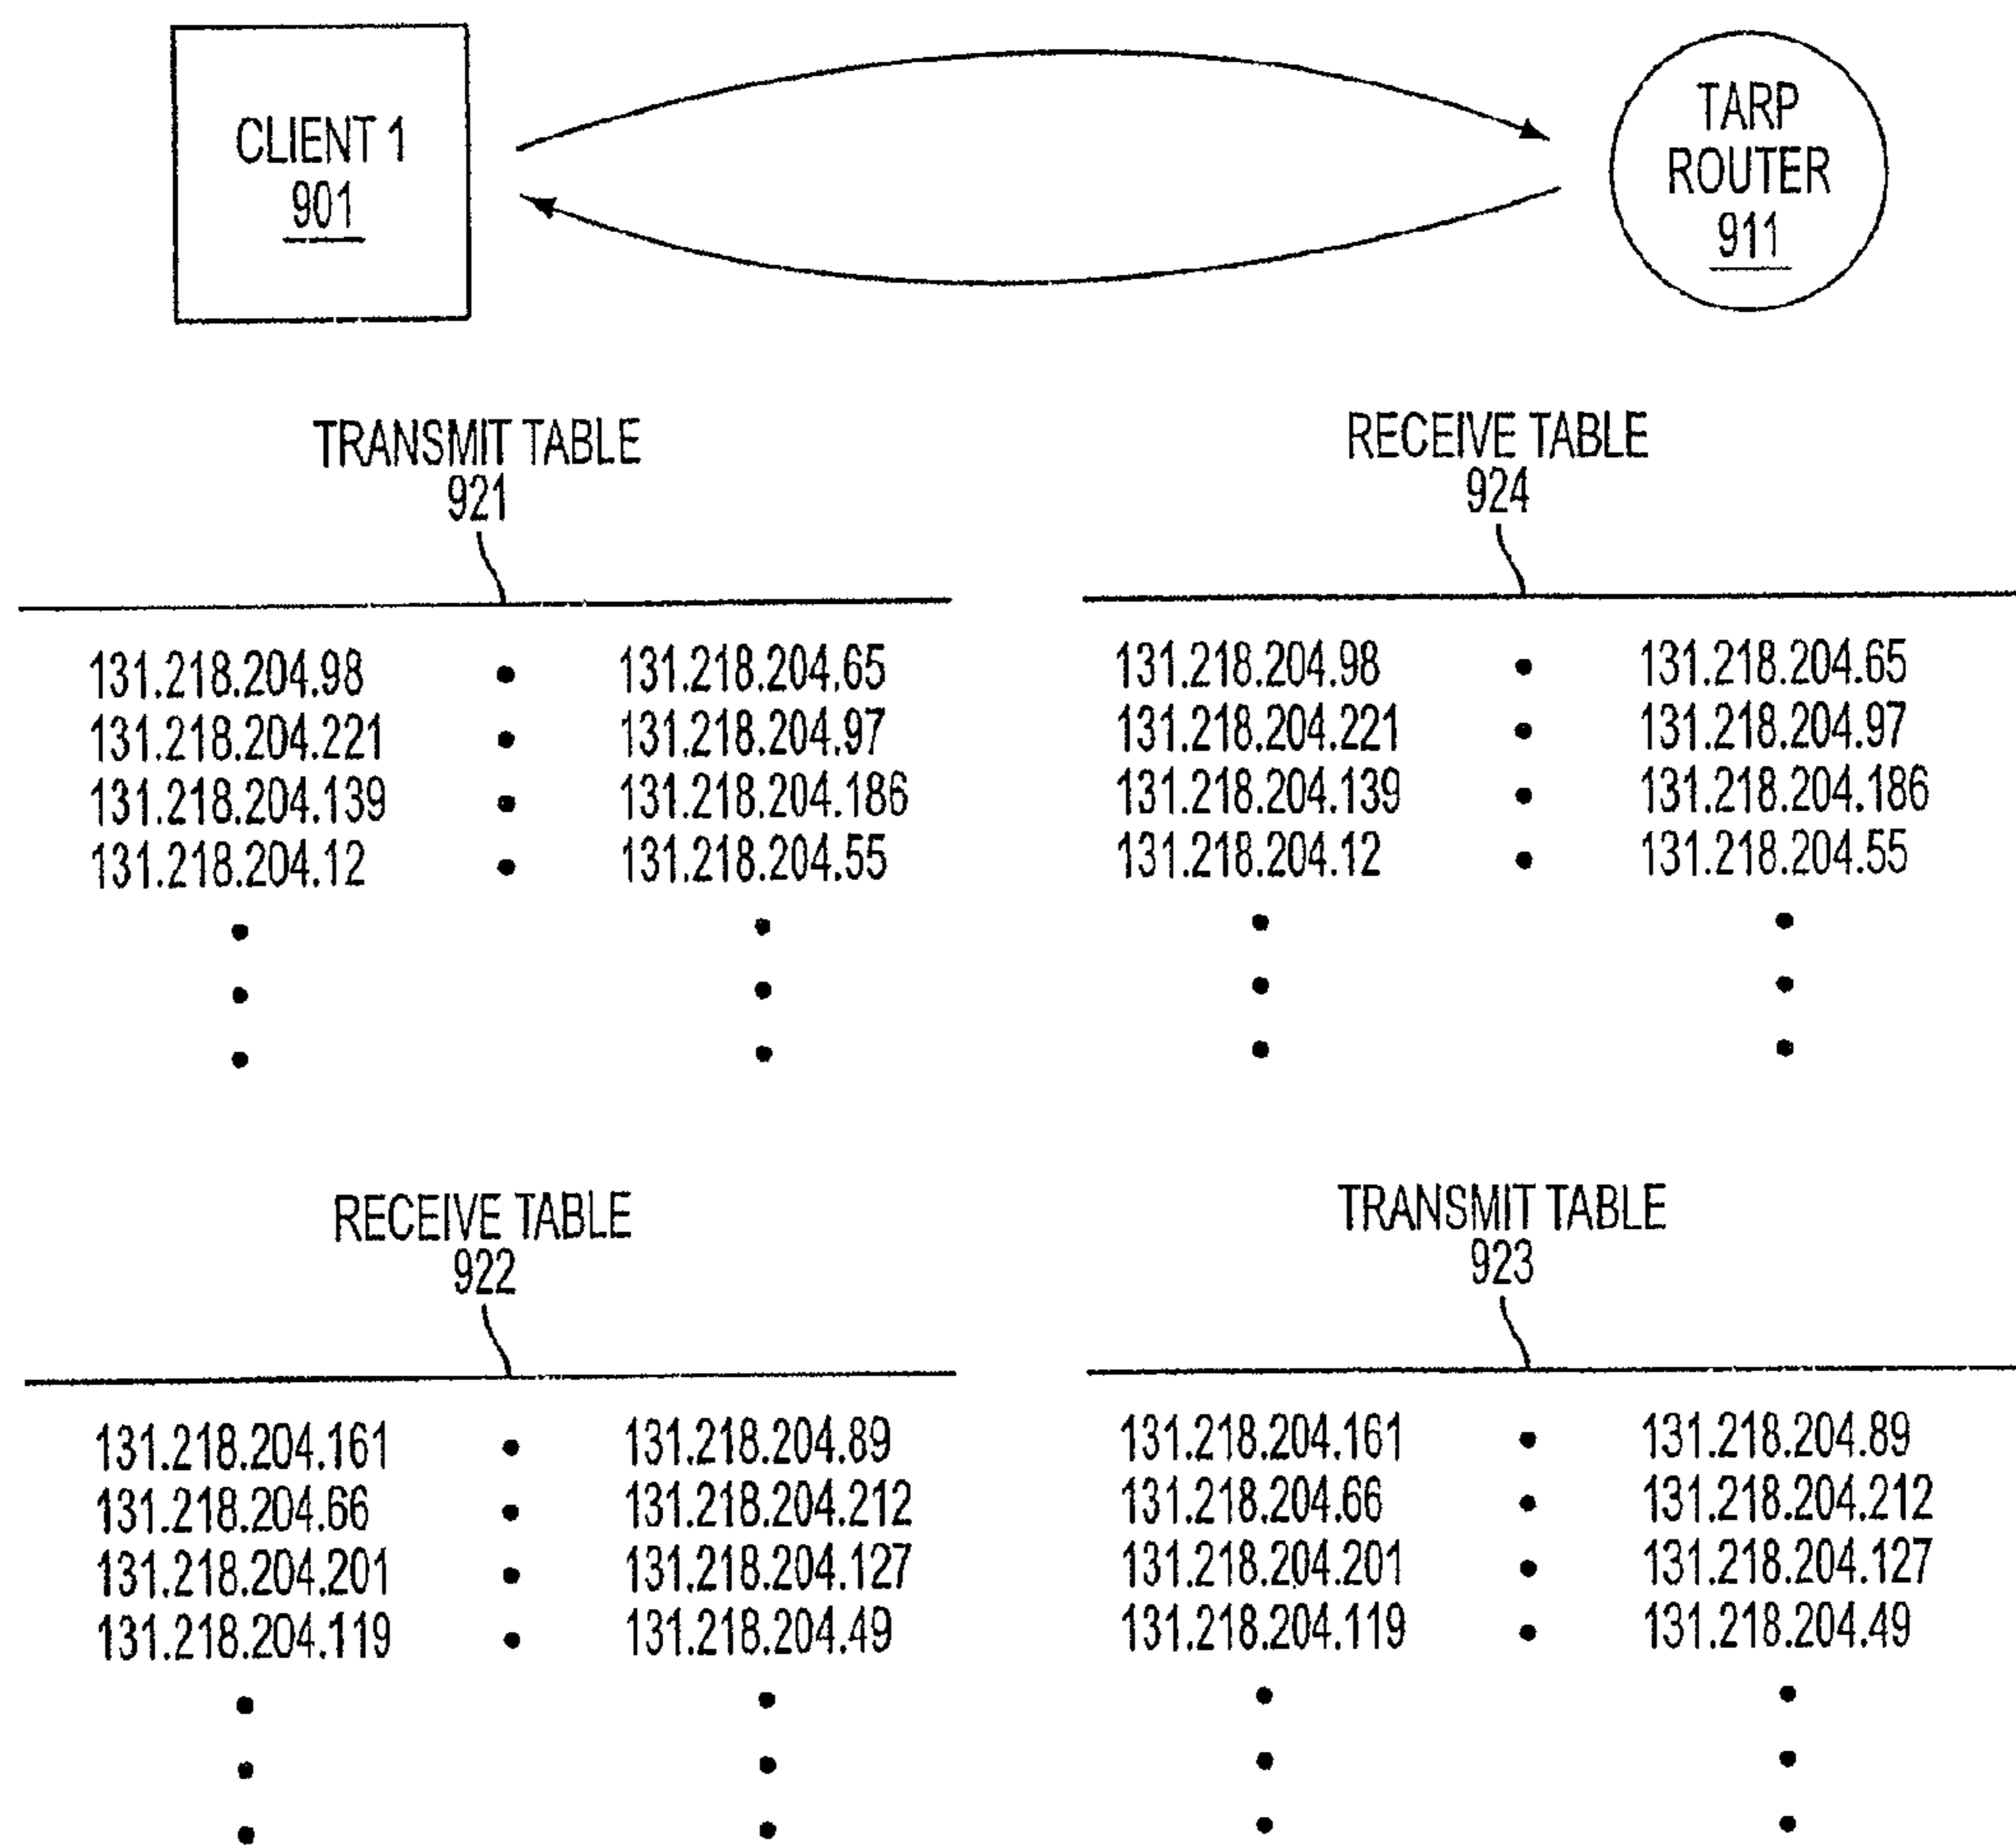 CLIENT 1
901
TARP
ROUTER
911
TRANSMIT TABLE
921
131.218.204.98 • 131.218.204.65
131.218.204.221 • 131.218.204.97
131.218.204.139 • 131.218.204.186
131.218.204.12 • 131.218.204.55
RECEIVE TABLE
924
131.218.204.98 • 131.218.204.65
131.218.204.221 • 131.218.204.97
131.218.204.139 • 131.218.204.186
131.218.204.12 • 131.218.204.55
RECEIVE TABLE
922
131.218.204.161 • 131.218.204.89
131.218.204.66 • 131.218.204.212
131.218.204.201 • 131.218.204.127
131.218.204.119 • 131.218.204.49
TRANSMIT TABLE
923
131.218.204.161 • 131.218.204.89
131.218.204.66 • 131.218.204.212
131.218.204.201 • 131.218.204.127
131.218.204.119 • 131.218.204.49